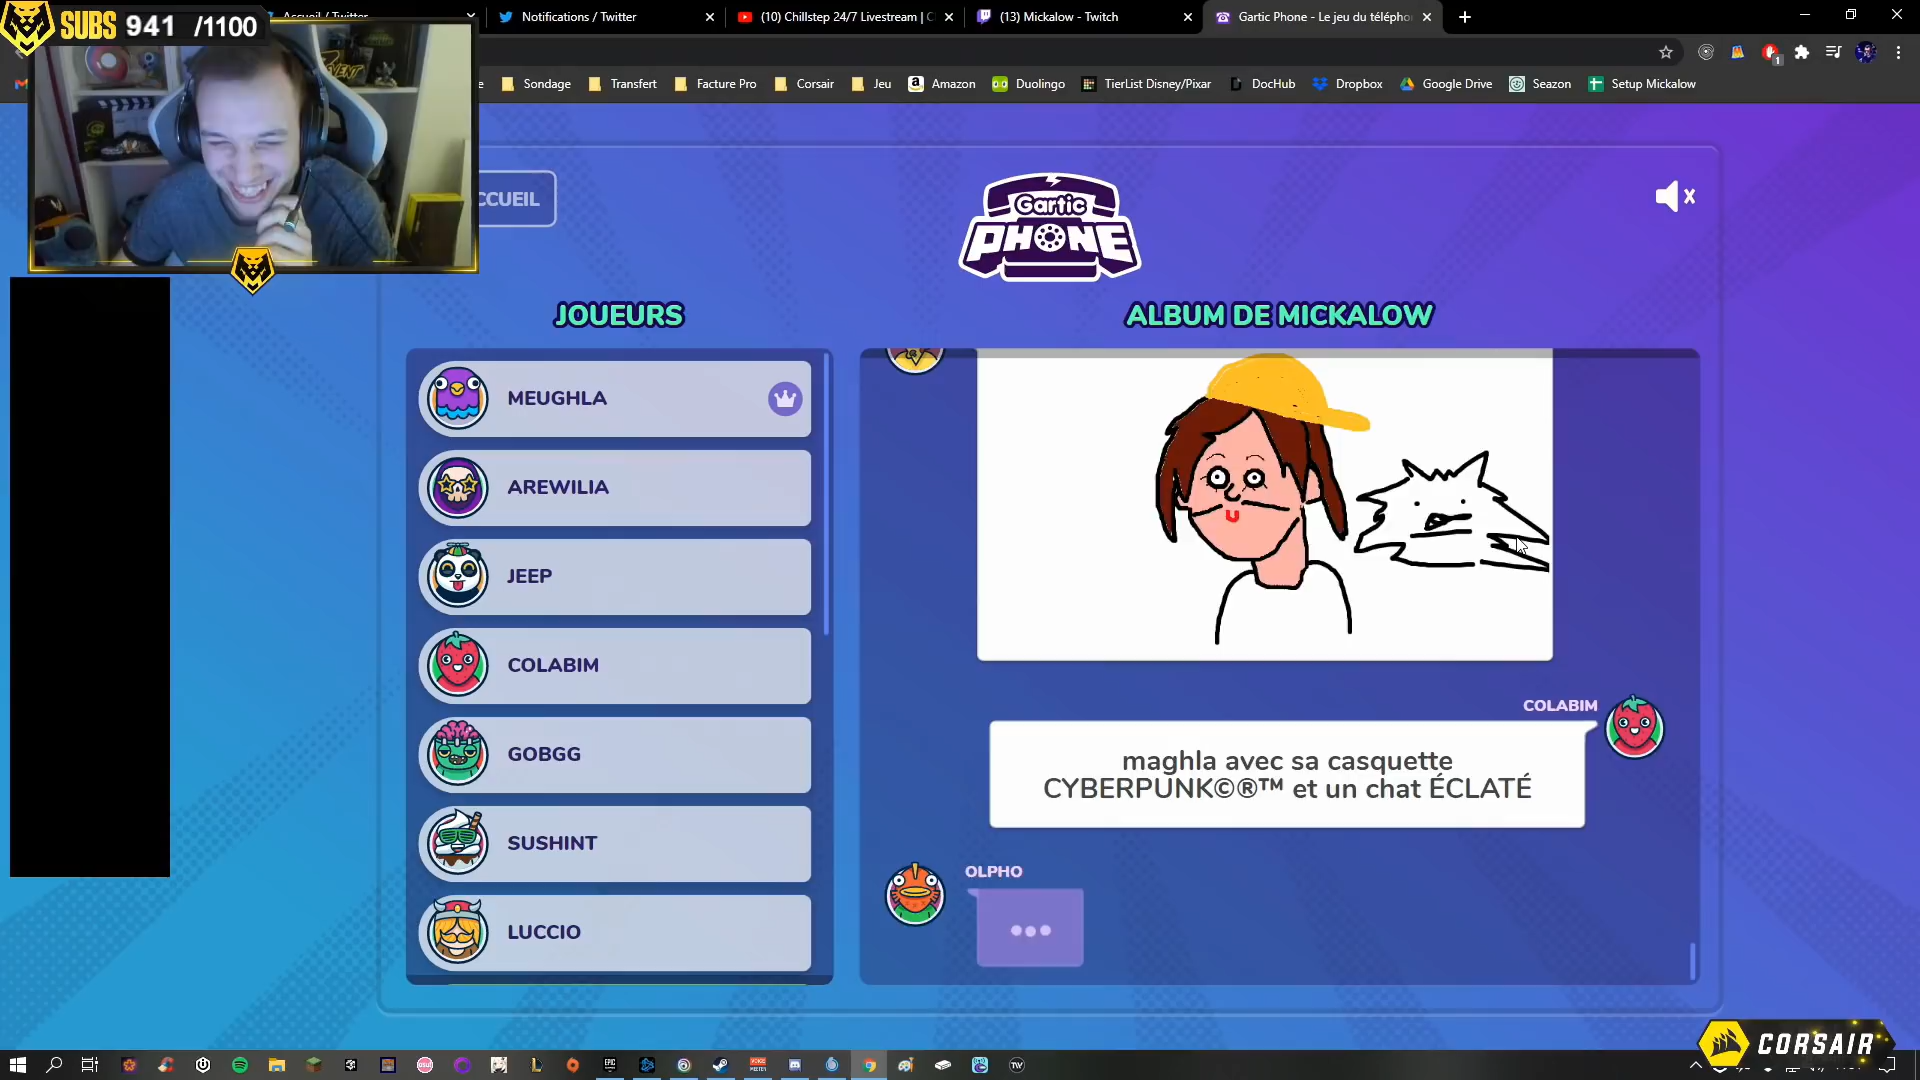 SUBS 941 /1100
Accueil / Twitter
Notifications / Twitter
(10) Chillstep 24/7 Livestream | C
(13) Mickalow - Twitch
Gartic Phone - Le jeu du télépho
Sondage
Transfert
Facture Pro
Corsair
Jeu
Amazon
Duolingo
TierList Disney/Pixar
DocHub
Dropbox
Google Drive
Seazon
Setup Mickalow
CCUEIL
Gartic
PHONE
JOUEURS
MEUGHLA
AREWILIA
JEEP
COLABIM
GOBGG
SUSHINT
LUCCIO
ALBUM DE MICKALOW
COLABIM
maghla avec sa casquette
CYBERPUNK©®™ et un chat ÉCLATÉ
OLPHO
CORSAIR